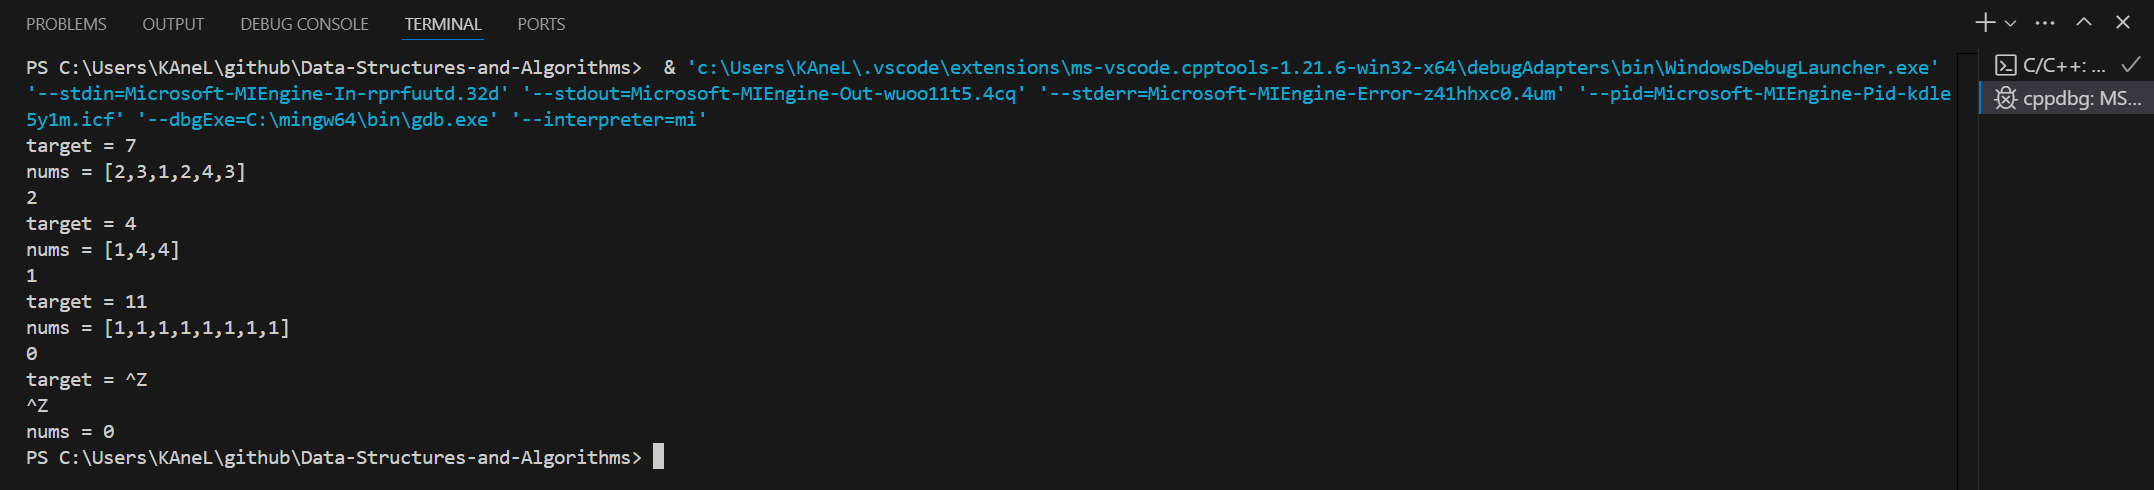 PROBLEMS OUTPUT DEBUG CONSOLE TERMINAL PORTS
PS C:\Users\KAneL\github\Data-Structures-and-Algorithms>  & 'c:\Users\KAneL\.vscode\extensions\ms-vscode.cpptools-1.21.6-win32-x64\debugAdapters\bin\WindowsDebugLauncher.exe'
'--stdin=Microsoft-MIEngine-In-rprfuutd.32d' '--stdout=Microsoft-MIEngine-Out-wuoo11t5.4cq' '--stderr=Microsoft-MIEngine-Error-z41hhxc0.4um' '--pid=Microsoft-MIEngine-Pid-kdle
5y1m.icf' '--dbgExe=C:\mingw64\bin\gdb.exe' '--interpreter=mi'
target = 7
nums = [2,3,1,2,4,3]
2
target = 4
nums = [1,4,4]
1
target = 11
nums = [1,1,1,1,1,1,1,1]
0
target = ^Z
^Z
nums = 0
PS C:\Users\KAneL\github\Data-Structures-and-Algorithms>
C/C++: ...
cppdbg: MS...